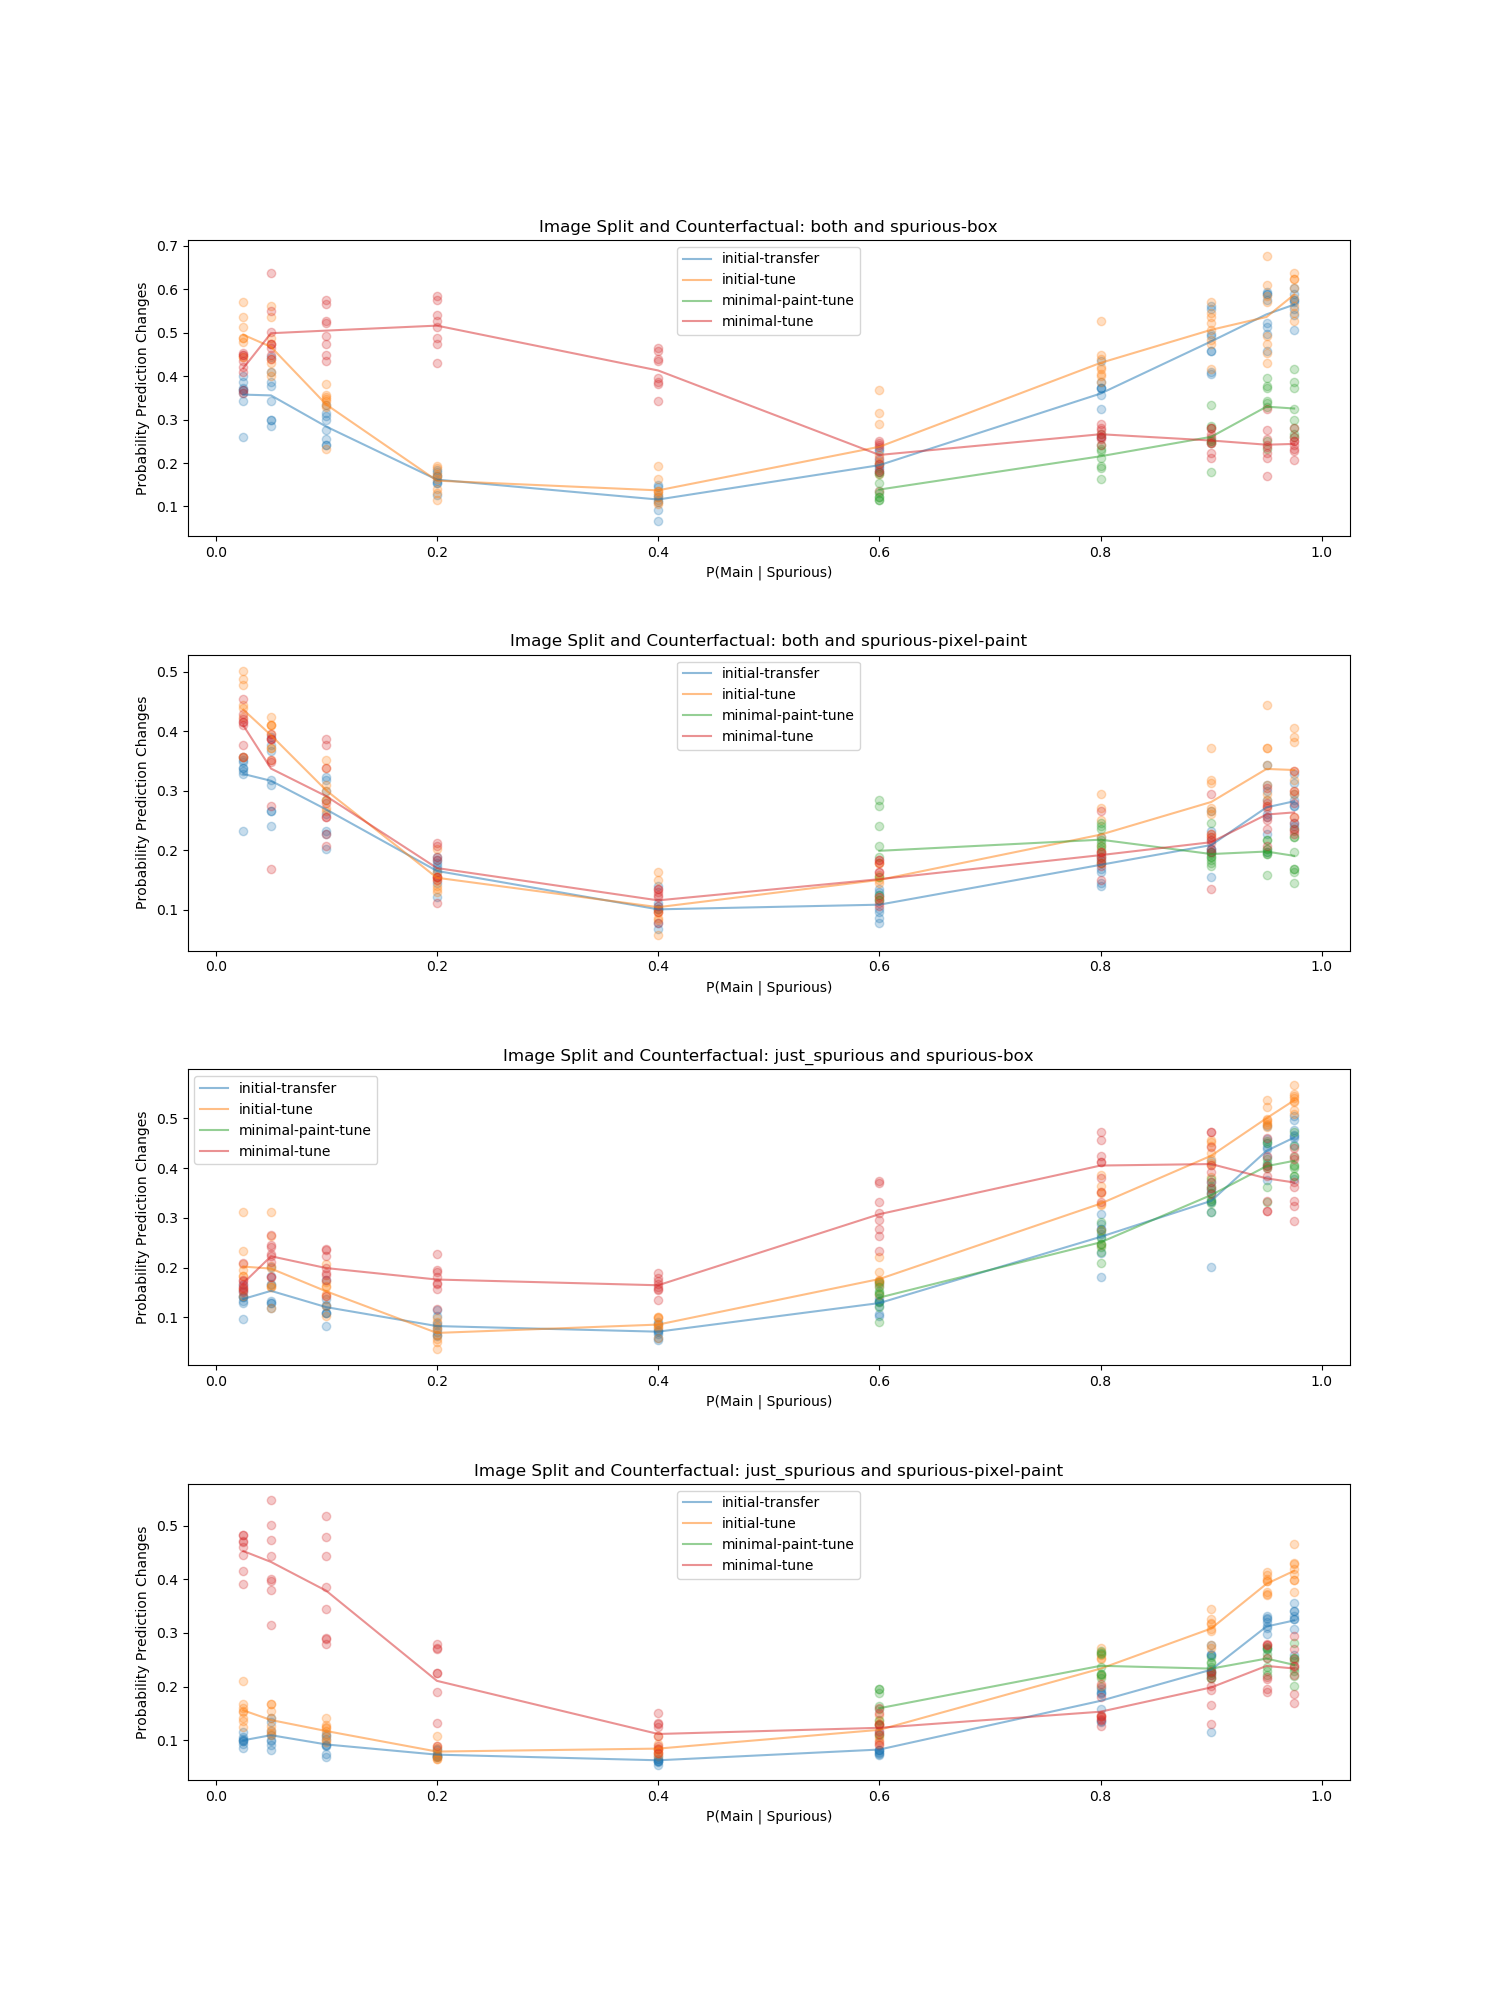 Image Split and Counterfactual: both and spurious-box
Probability Prediction Changes
0.7
0.6
0.5
0.4
0.3
0.2
0.1
initial-transfer
initial-tune
minimal-paint-tune
minimal-tune
0.0 0.2 0.4 0.6 0.8 1.0
P(Main | Spurious)
Image Split and Counterfactual: both and spurious-pixel-paint
Probability Prediction Changes
0.5
0.4
0.3
0.2
0.1
initial-transfer
initial-tune
minimal-paint-tune
minimal-tune
0.0 0.2 0.4 0.6 0.8 1.0
P(Main | Spurious)
Image Split and Counterfactual: just_spurious and spurious-box
Probability Prediction Changes
0.5
0.4
0.3
0.2
0.1
initial-transfer
initial-tune
minimal-paint-tune
minimal-tune
0.0 0.2 0.4 0.6 0.8 1.0
P(Main | Spurious)
Image Split and Counterfactual: just_spurious and spurious-pixel-paint
Probability Prediction Changes
0.5
0.4
0.3
0.2
0.1
initial-transfer
initial-tune
minimal-paint-tune
minimal-tune
0.0 0.2 0.4 0.6 0.8 1.0
P(Main | Spurious)